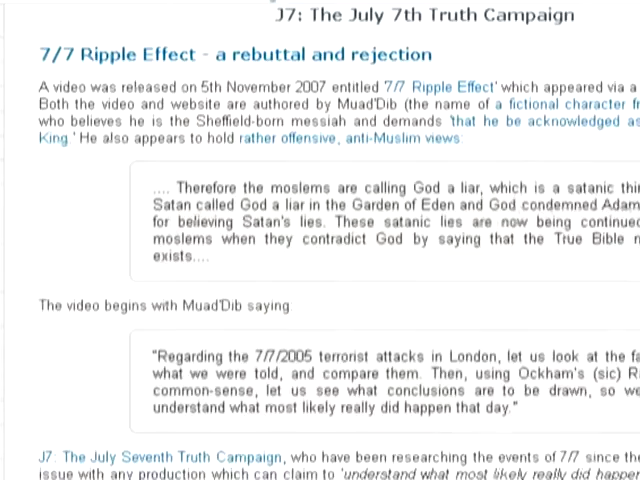 J7: The July 7th Truth Campaign
7/7 Ripple Effect - a rebuttal and rejection
A video was released on 5th November 2007 entitled '7/7 Ripple Effect' which appeared via a
Both the video and website are authored by Muad'Dib (the name of a fictional character fr
who believes he is the Sheffield-born messiah and demands 'that he be acknowledged as
King ' He also appears to hold rather offensive, anti-Muslim views:
.... Therefore the moslems are calling God a liar, which is a satanic thi
Satan called God a liar in the Garden of Eden and God condemned Adam
for believing Satan's lies. These satanic lies are now being continued
moslems when they contradict God by saying that the True Bible n
exists....
The video begins with Muad'Dib saying
"Regarding the 7/7/2005 terrorist attacks in London, let us look at the fa
what we were told, and compare them. Then, using Ockham's (sic) R
common-sense, let us see what conclusions are to be drawn, so we
understand what most likely really did happen that day."
J7: The July Seventh Truth Campaign, who have been researching the events of 7/7 since the
issue with any production which can claim to 'understand what most likely really did happen